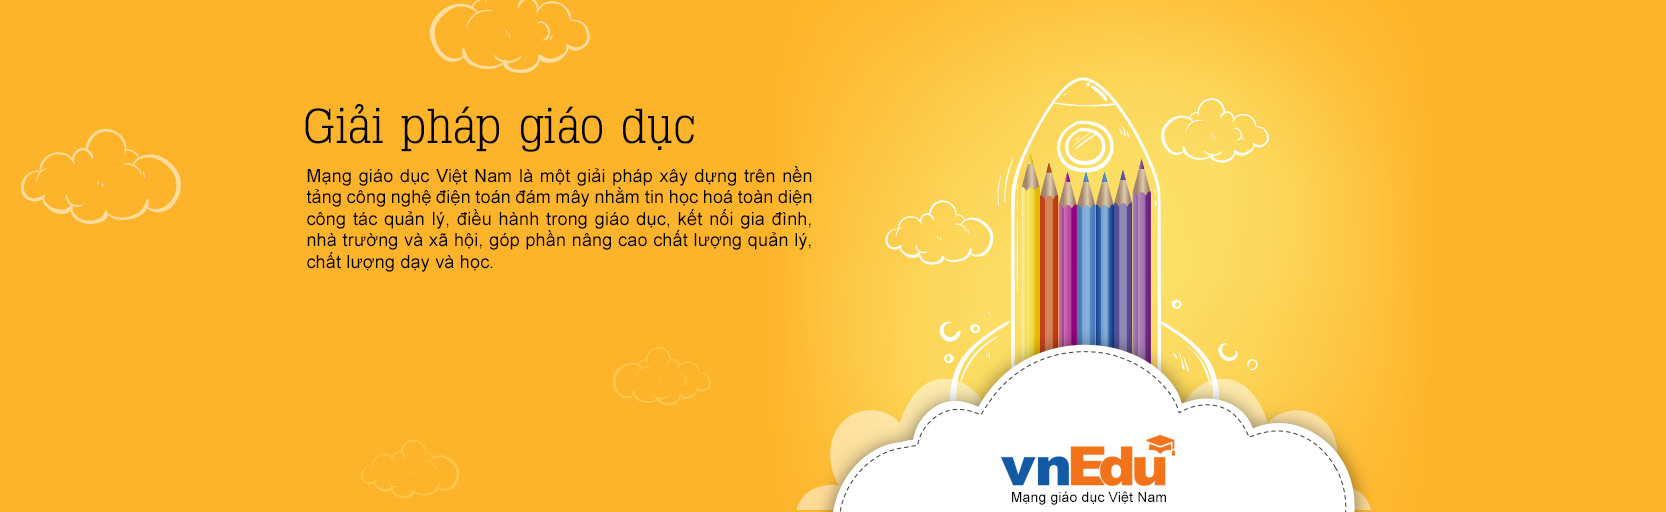 Giải pháp giáo dục
Mạng giáo dục Việt Nam là một giải pháp xây dựng trên nền
tảng công nghệ điện toán đám mây nhằm tin học hoá toàn diện
công tác quản lý, điều hành trong giáo dục, kết nối gia đình,
nhà trường và xã hội, góp phần nâng cao chất lượng quản lý,
chất lượng dạy và học.
vnEdu
Mạng giáo dục Việt Nam